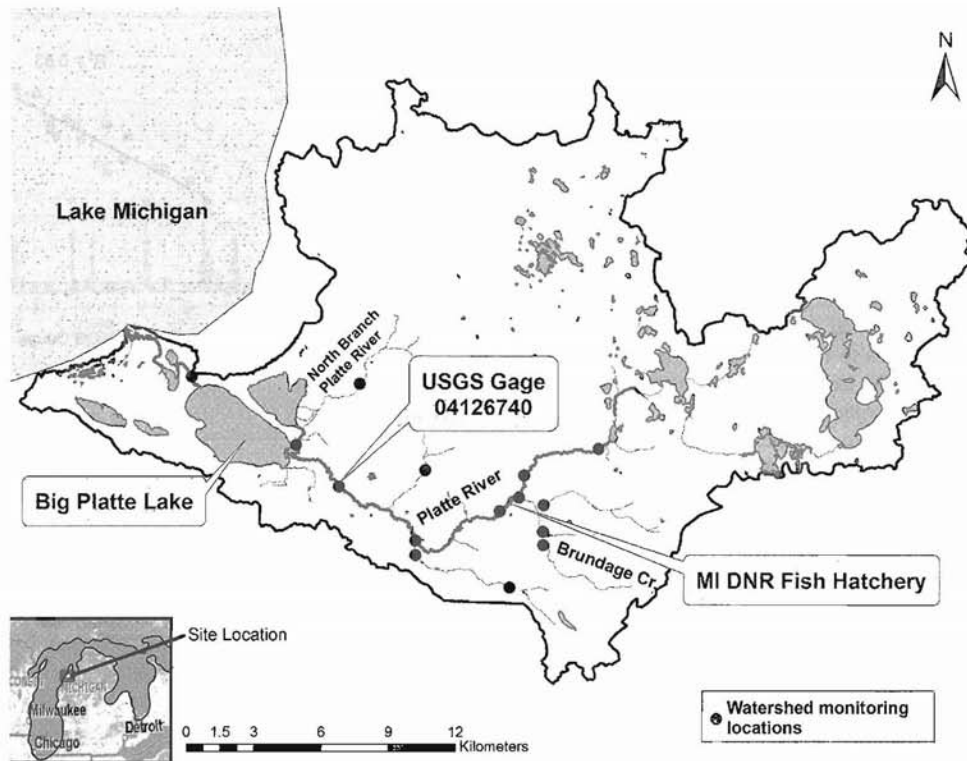 N
Lake Michigan
North Branch
Platte River
USGS Gage
04126740
Big Platte Lake
Platte River
Brundage Cr.
MI DNR Fish Hatchery
Site Location
MICHIGAN
Milwaukee
Detroit
Chicago
0 1.5 3 6 9 12
Kilometers
Watershed monitoring
locations